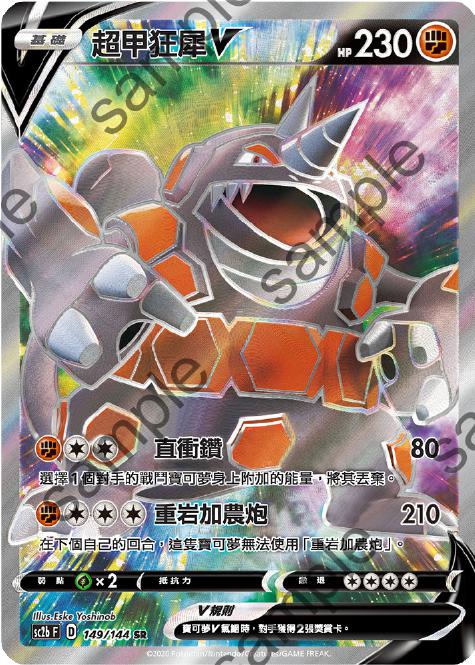 基礎 超甲狂犀V HP 230
直衝鑽 80
選擇1個對手的戰鬥寶可夢身上附加的能量,將其丟棄。
重岩加農炮 210
在下個自己的回合,這隻寶可夢無法使用「重岩加農炮」。
弱點 ×2 抵抗力 撤退
Illus.Eske Yoshinob
sc2b F D 149/144 SR
V規則
寶可夢V氣絕時,對手獲得2張獎賞卡。
©2020 Pokémon/Nintendo/Creatures/GAME FREAK.
sample
sample
sample
sample
sample
sample